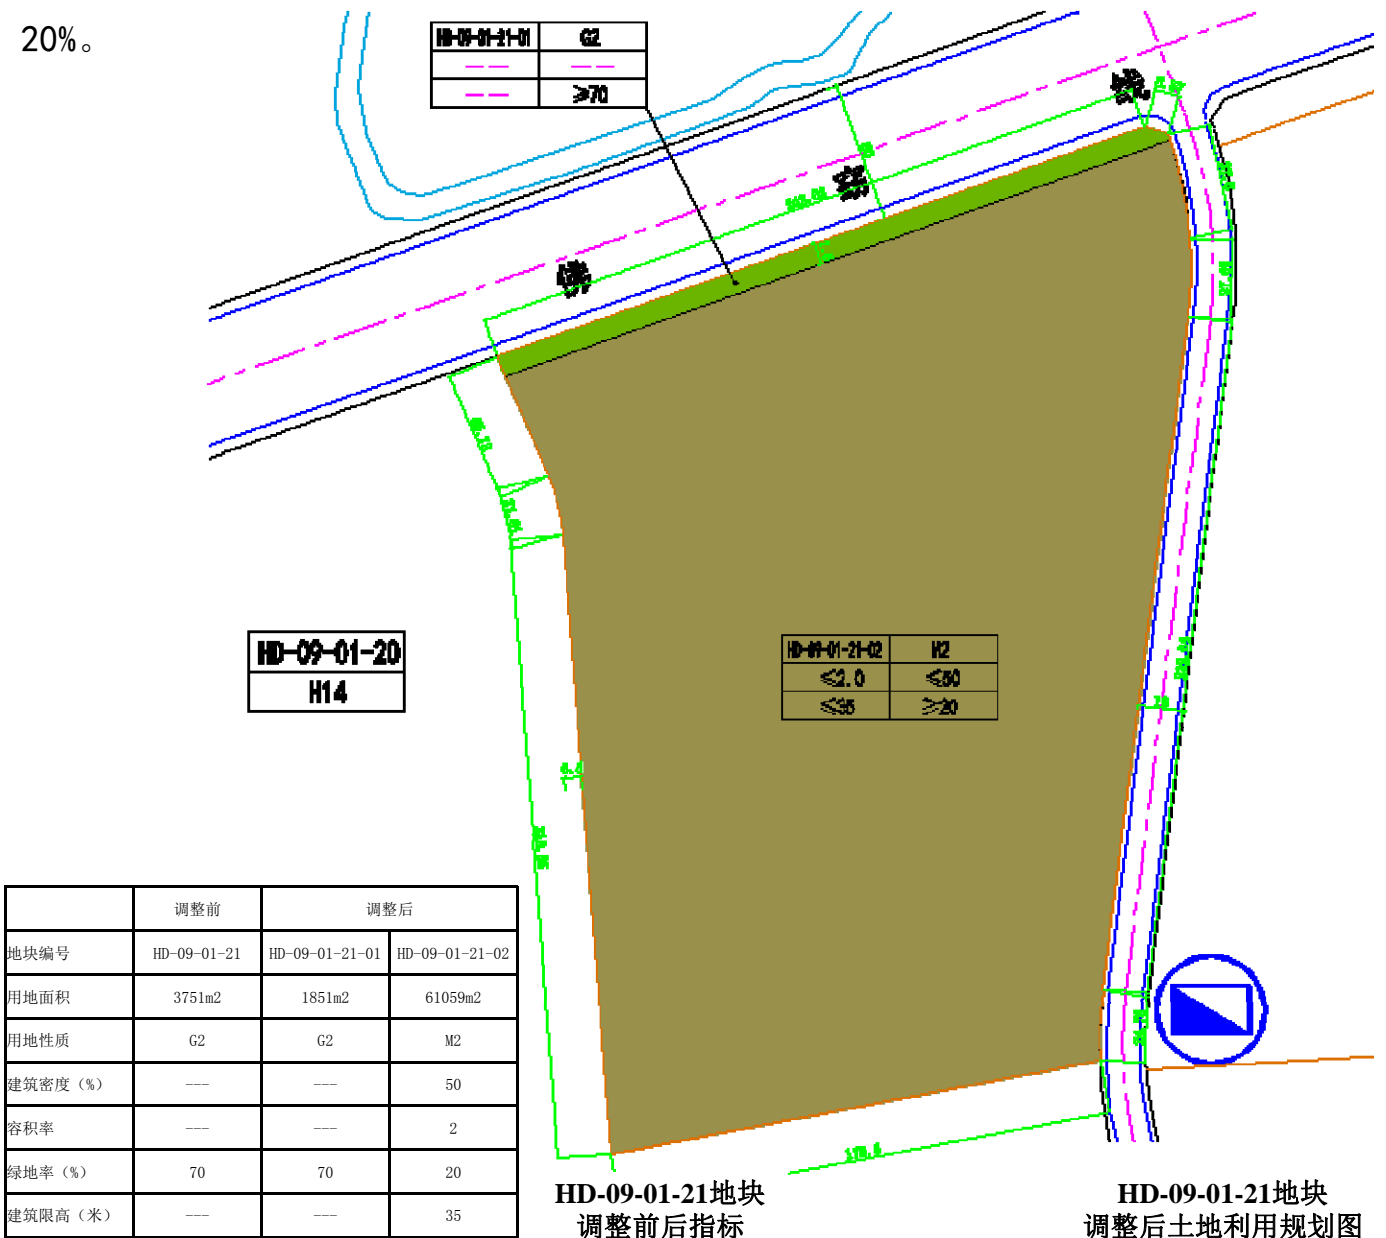 20%。
HD-09-01-21-01 G2
— — — —
— — ≥70
HD-09-01-20
H14
HD-09-01-21-02 M2
≤2.0 ≤50
≤35 ≥20
调整前 调整后
地块编号 HD-09-01-21 HD-09-01-21-01 HD-09-01-21-02
用地面积 3751m2 1851m2 61059m2
用地性质 G2 G2 M2
建筑密度（%） --- --- 50
容积率 --- --- 2
绿地率（%） 70 70 20
建筑限高（米） --- --- 35
178.6
HD-09-01-21地块
调整前后指标
HD-09-01-21地块
调整后土地利用规划图